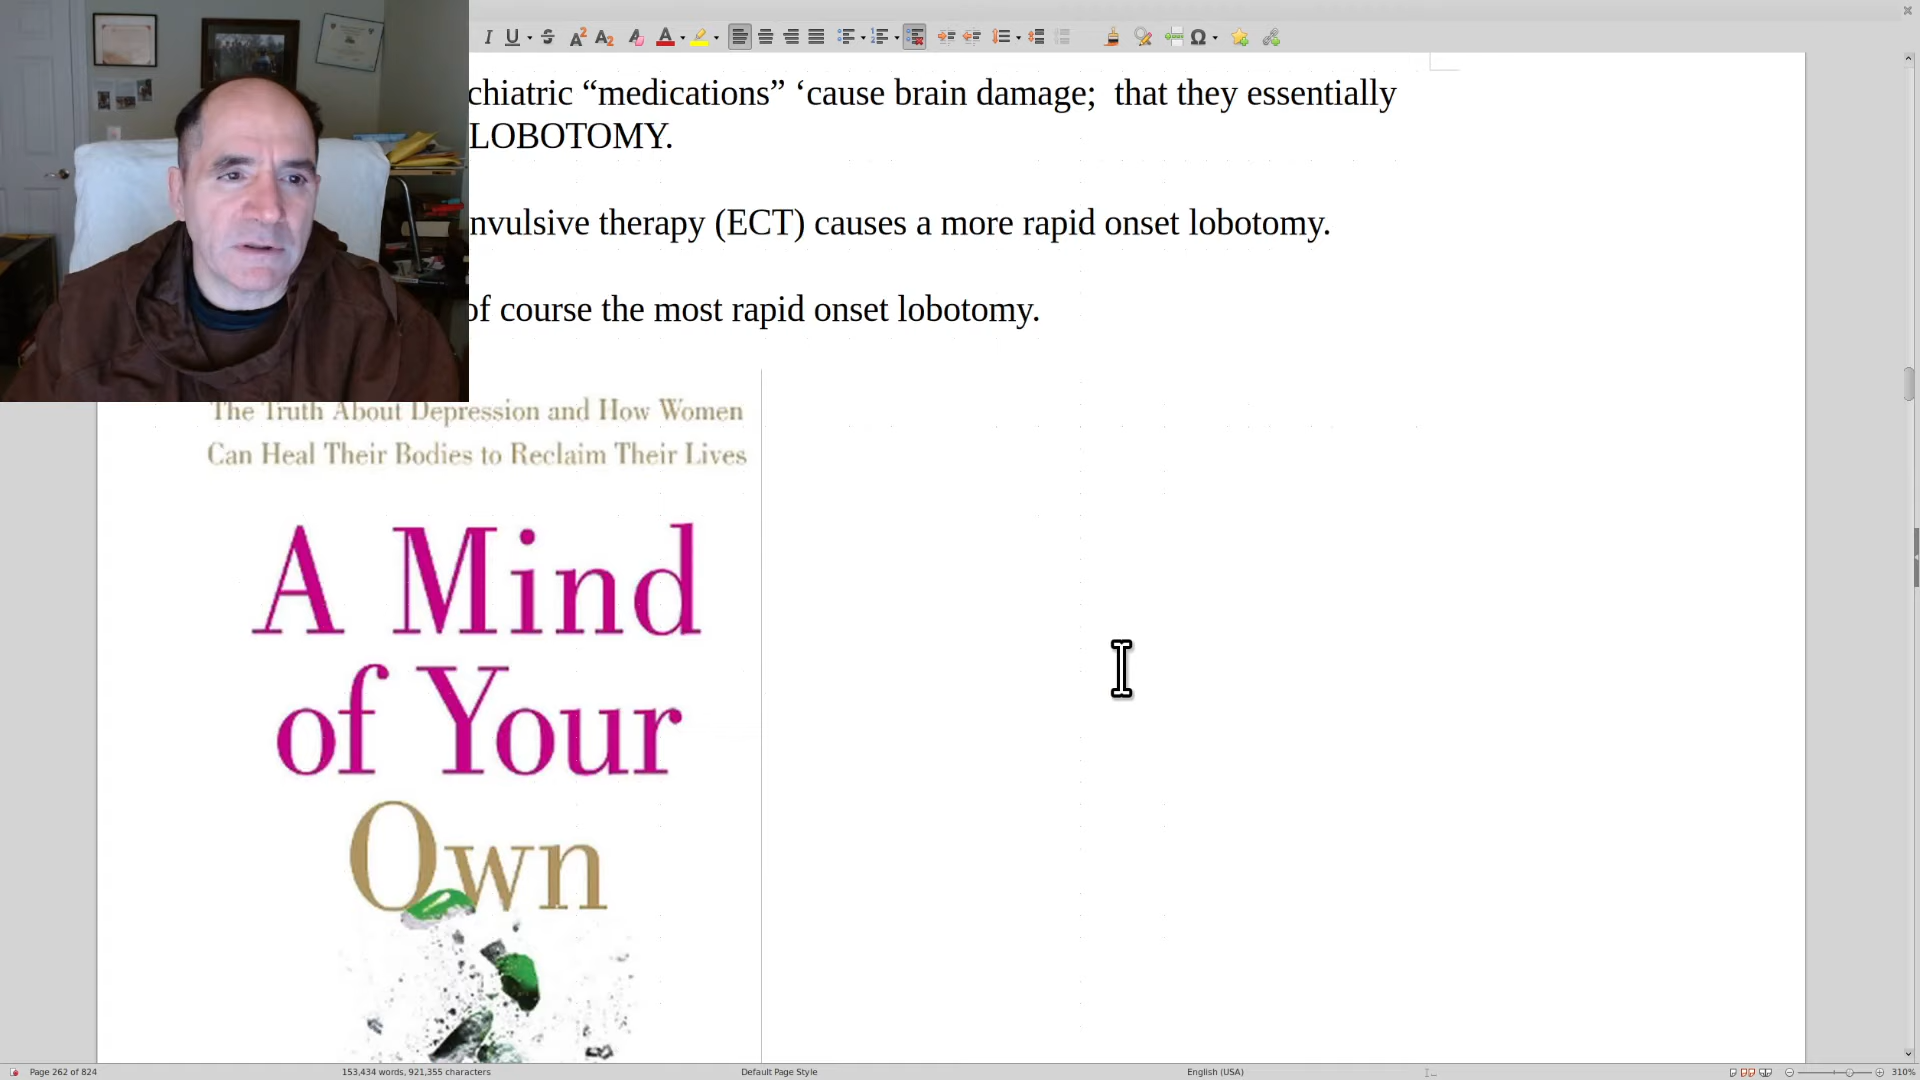 chiatric “medications” ‘cause brain damage;  that they essentially
LOBOTOMY.
nvulsive therapy (ECT) causes a more rapid onset lobotomy.
of course the most rapid onset lobotomy.
The Truth About Depression and How Women
Can Heal Their Bodies to Reclaim Their Lives
A Mind
of Your
Own
Page 262 of 824
153,434 words, 921,355 characters
Default Page Style
English (USA)
310%